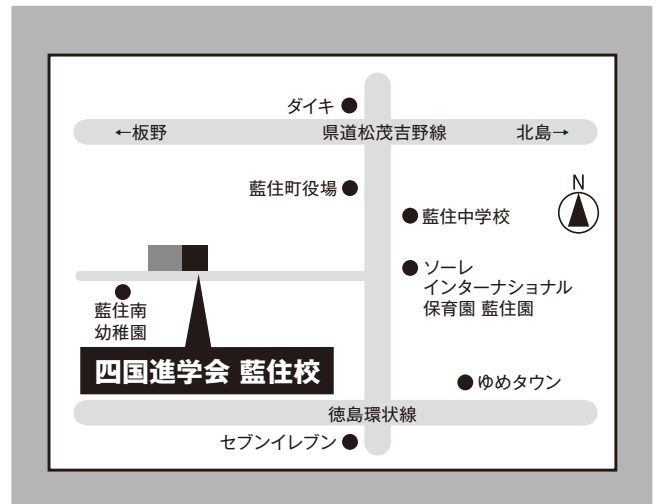 ダイキ
←板野
県道松茂吉野線
北島→
藍住町役場
N
藍住中学校
ソーレ
インターナショナル
保育園 藍住園
藍住南
幼稚園
四国進学会 藍住校
ゆめタウン
徳島環状線
セブンイレブン